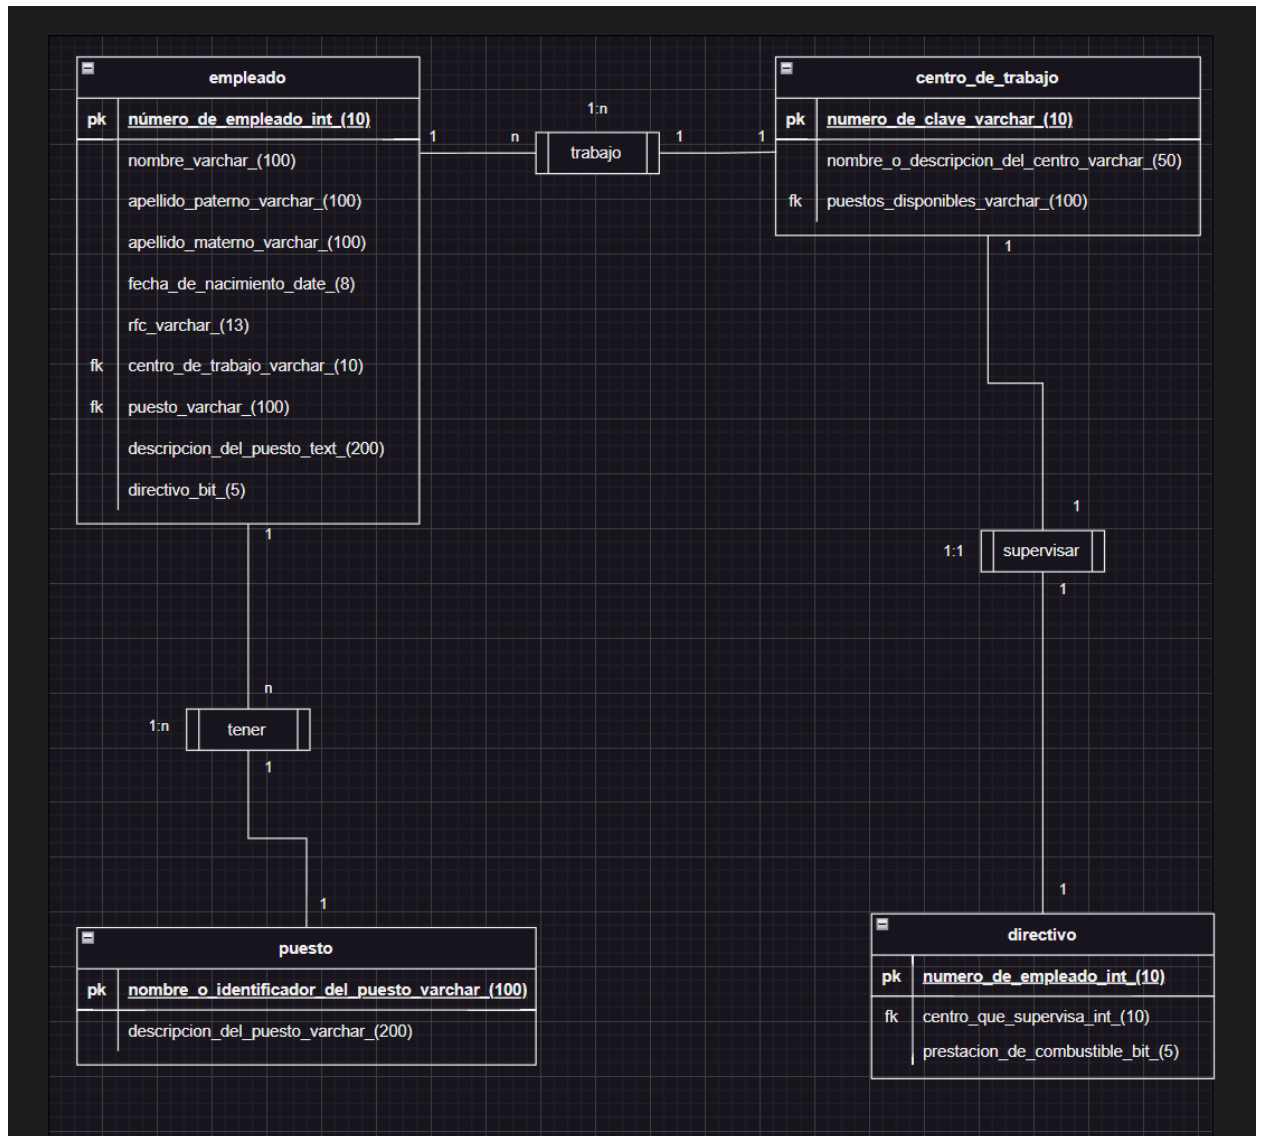 empleado
pk número_de_empleado_int_(10)
nombre_varchar_(100)
apellido_paterno_varchar_(100)
apellido_materno_varchar_(100)
fecha_de_nacimiento_date_(8)
rfc_varchar_(13)
fk centro_de_trabajo_varchar_(10)
fk puesto_varchar_(100)
descripcion_del_puesto_text_(200)
directivo_bit_(5)
1:n
1 n trabajo 1 1
centro_de_trabajo
pk numero_de_clave_varchar_(10)
nombre_o_descripcion_del_centro_varchar_(50)
fk puestos_disponibles_varchar_(100)
1
1
1:1 supervisar
1
1
1
n
1:n tener
1
1
puesto
pk nombre_o_identificador_del_puesto_varchar_(100)
descripcion_del_puesto_varchar_(200)
directivo
pk numero_de_empleado_int_(10)
fk centro_que_supervisa_int_(10)
prestacion_de_combustible_bit_(5)